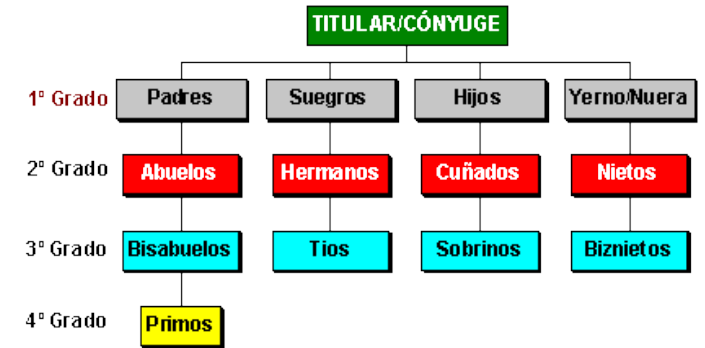 TITULAR/CÓNYUGE
1º Grado Padres Suegros Hijos Yerno/Nuera
2º Grado Abuelos Hermanos Cuñados Nietos
3º Grado Bisabuelos Tios Sobrinos Biznietos
4º Grado Primos